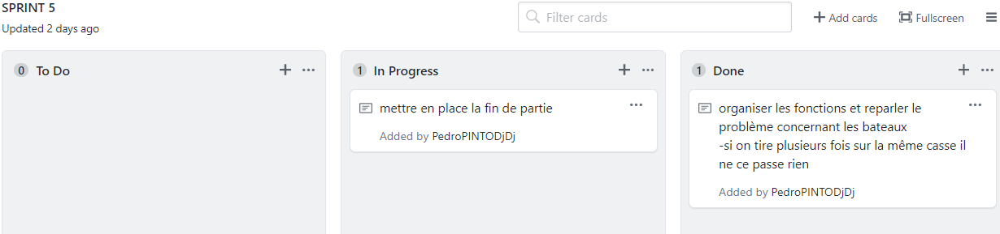 SPRINT 5
Updated 2 days ago
Filter cards
Add cards
Fullscreen
0 To Do
1 In Progress
mettre en place la fin de partie
Added by PedroPINTODjDj
1 Done
organiser les fonctions et reparler le
problème concernant les bateaux
-si on tire plusieurs fois sur la même casse il
ne ce passe rien
Added by PedroPINTODjDj